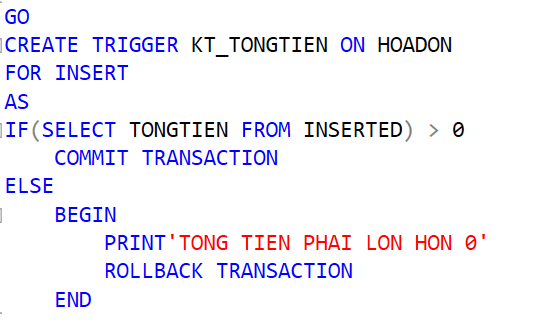 GO
CREATE TRIGGER KT_TONGTIEN ON HOADON
FOR INSERT
AS
IF(SELECT TONGTIEN FROM INSERTED) > 0
    COMMIT TRANSACTION
ELSE
    BEGIN
        PRINT'TONG TIEN PHAI LON HON 0'
        ROLLBACK TRANSACTION
    END